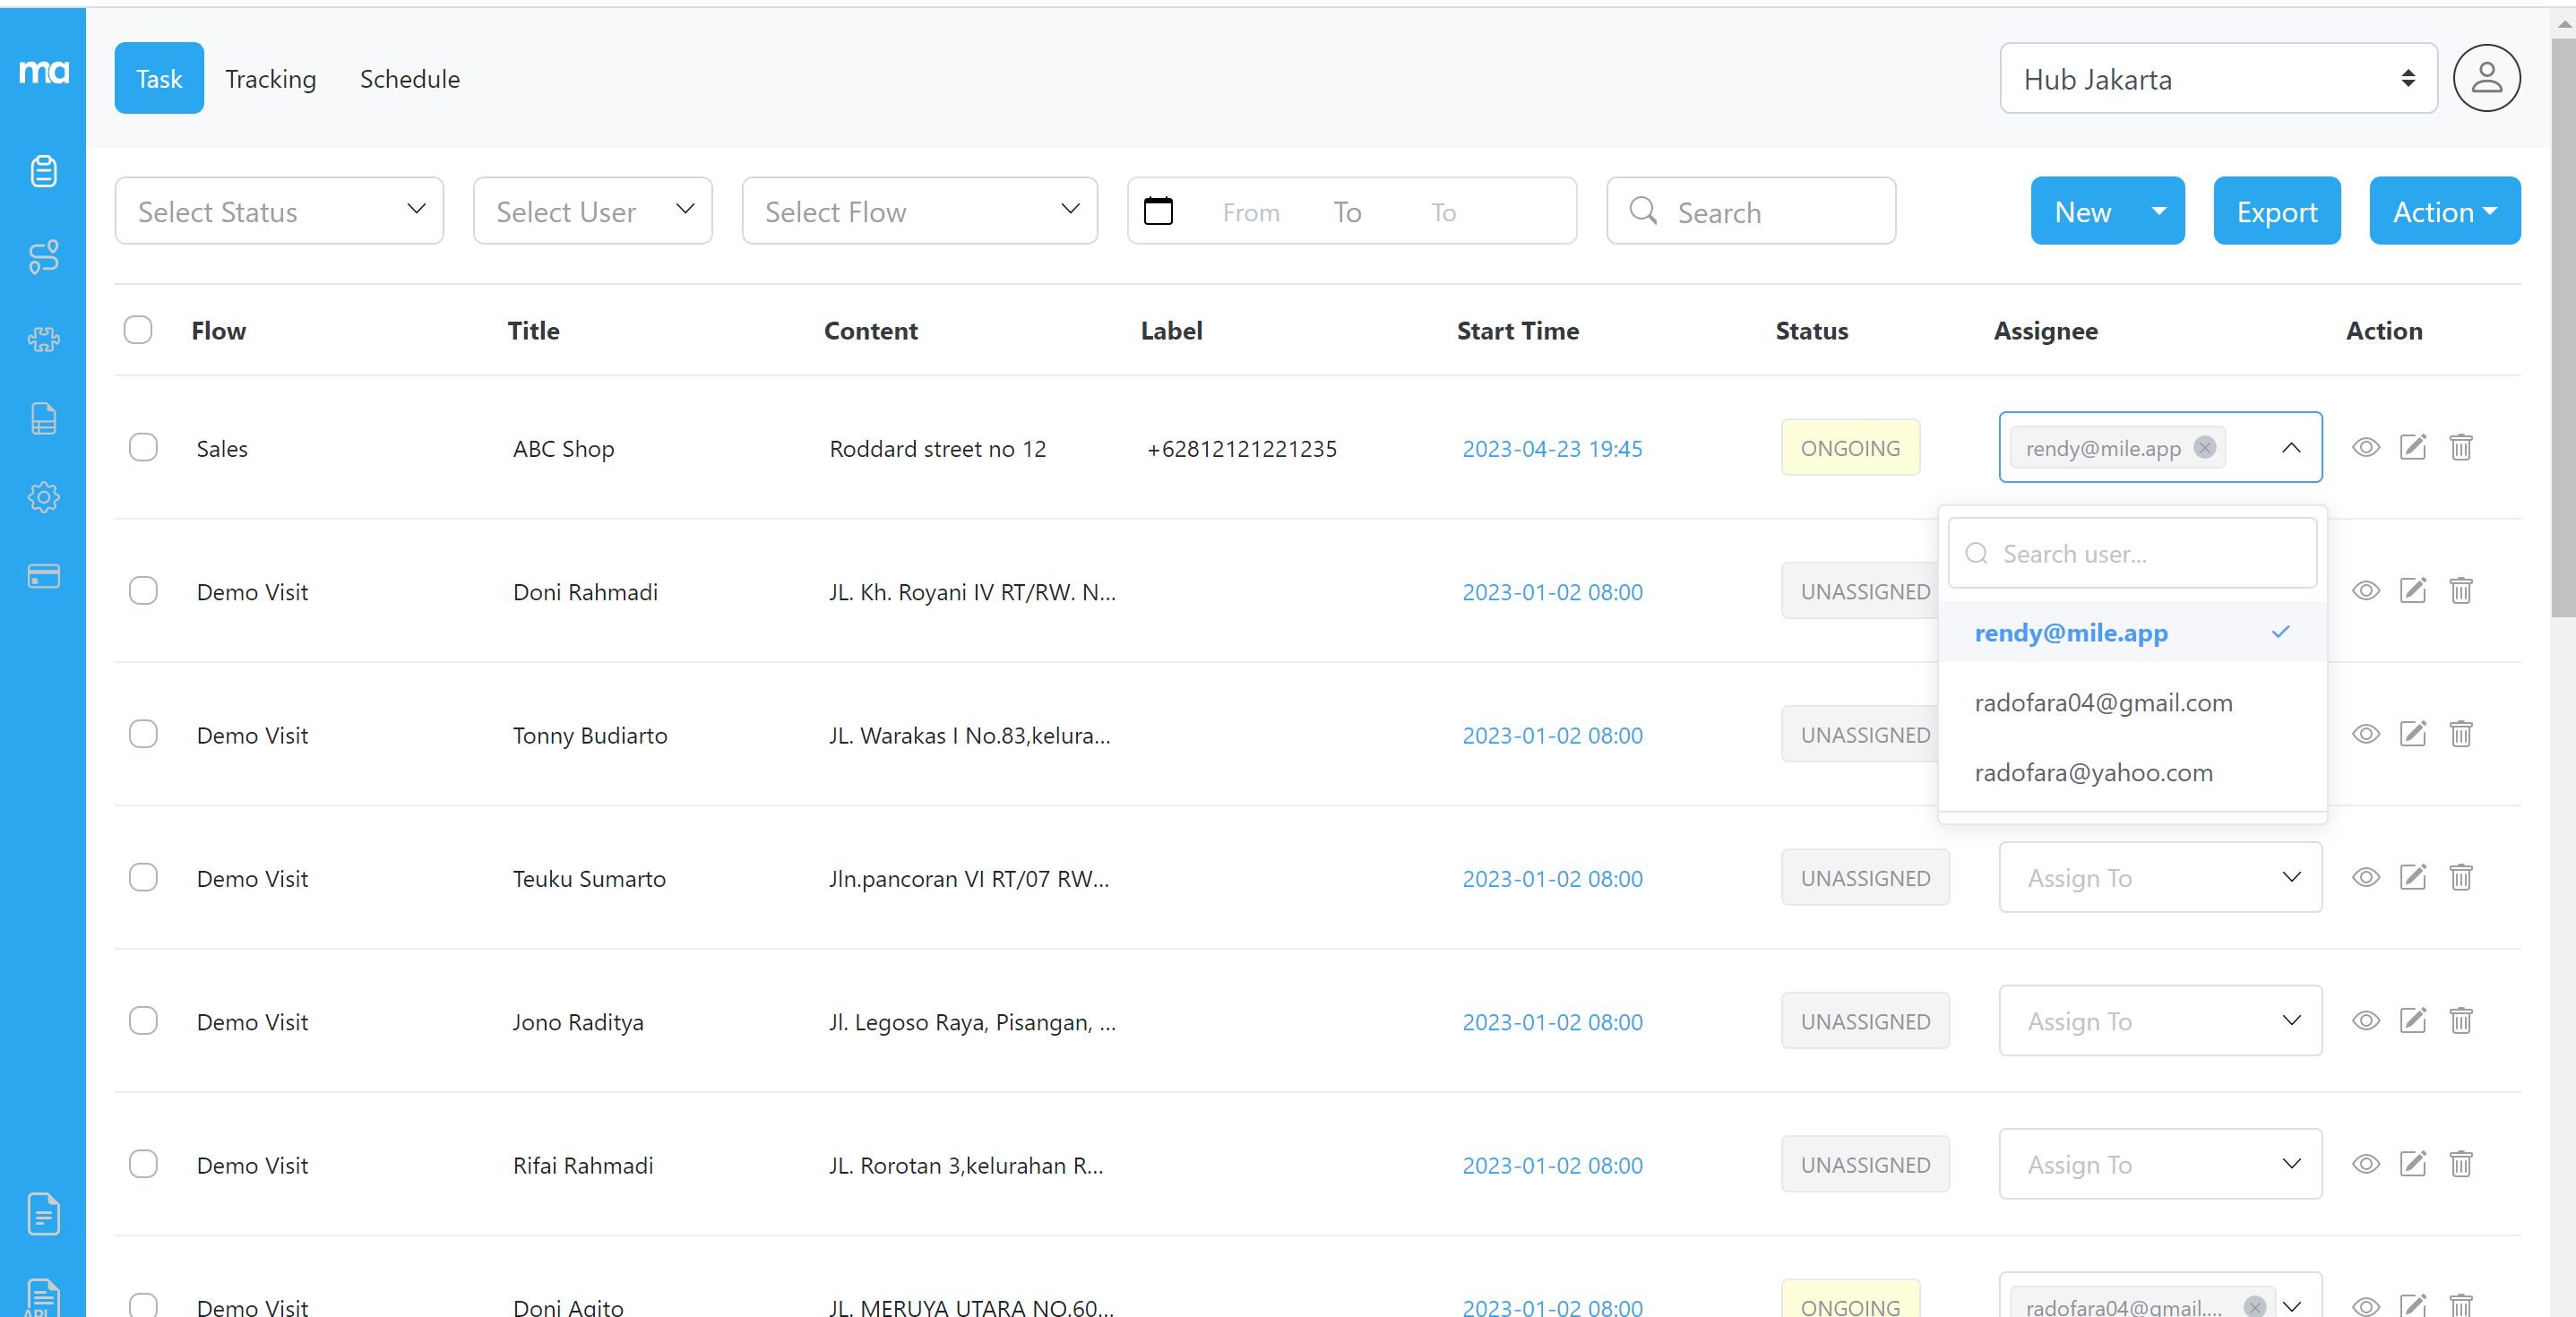 ma
Task Tracking Schedule Hub Jakarta
Select Status Select User Select Flow From To To Search New Export Action
Flow Title Content Label Start Time Status Assignee Action
Sales ABC Shop Roddard street no 12 +62812121221235 2023-04-23 19:45 ONGOING rendy@mile.app
Search user...
Demo Visit Doni Rahmadi JL. Kh. Royani IV RT/RW. N... 2023-01-02 08:00 UNASSIGNED
rendy@mile.app
radofara04@gmail.com
Demo Visit Tonny Budiarto JL. Warakas I No.83,kelura... 2023-01-02 08:00 UNASSIGNED
radofara@yahoo.com
Demo Visit Teuku Sumarto Jln.pancoran VI RT/07 RW... 2023-01-02 08:00 UNASSIGNED Assign To
Demo Visit Jono Raditya Jl. Legoso Raya, Pisangan, ... 2023-01-02 08:00 UNASSIGNED Assign To
Demo Visit Rifai Rahmadi JL. Rorotan 3,kelurahan R... 2023-01-02 08:00 UNASSIGNED Assign To
Demo Visit Doni Agito JL. MERUYA UTARA NO.60... 2023-01-02 08:00 ONGOING radofara04@gmail....
API